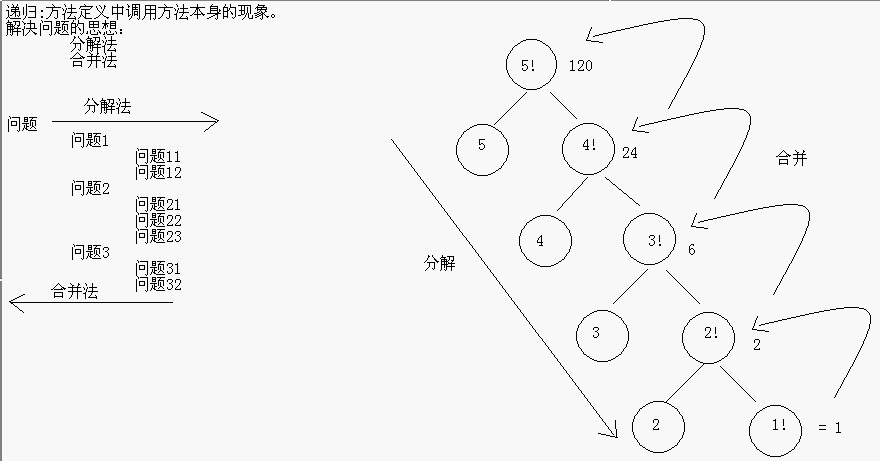 递归:方法定义中调用方法本身的现象。
解决问题的思想:
分解法
合并法
分解法
问题
问题1
问题11
问题12
问题2
问题21
问题22
问题23
问题3
问题31
问题32
合并法
5! 120
5
4! 24
合并
4
3! 6
分解
3
2! 2
2
1! = 1